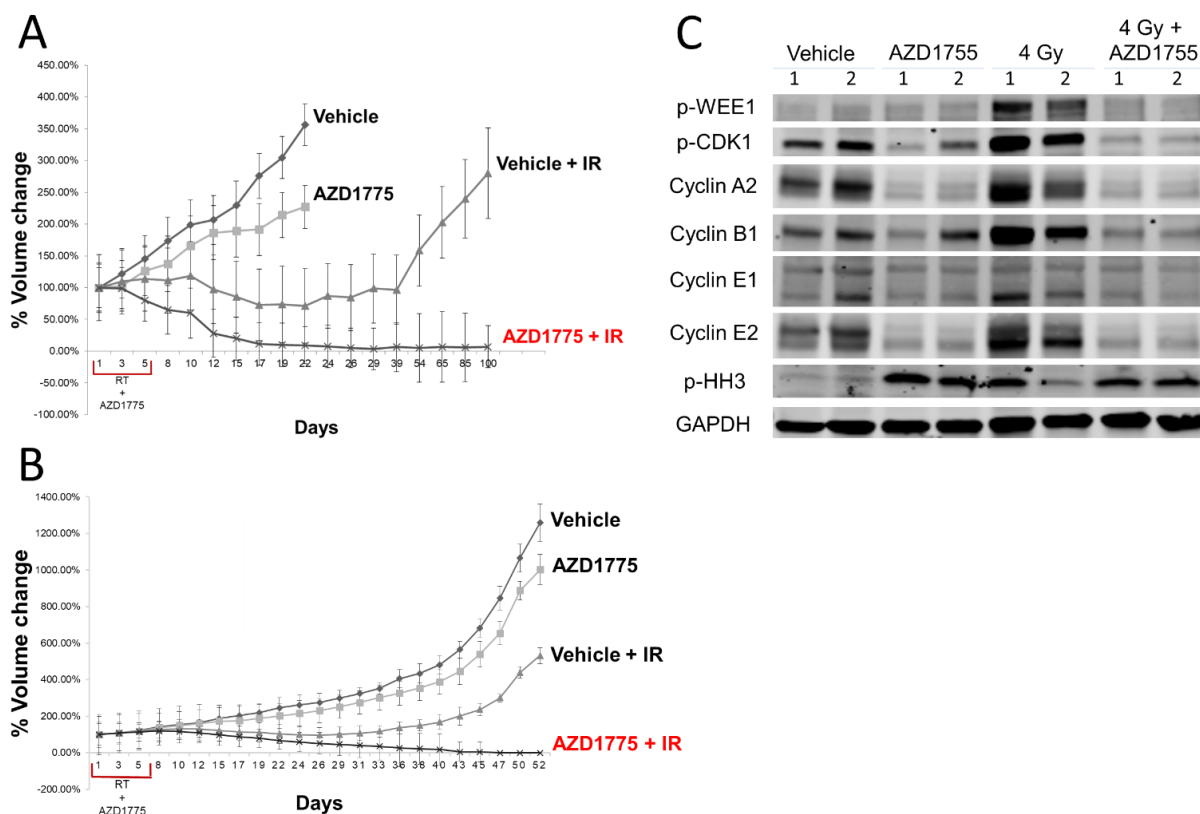 A
450.00%
400.00%
350.00%
300.00%
250.00%
200.00%
150.00%
100.00%
50.00%
0.00%
-50.00%
-100.00%
% Volume change
Vehicle
AZD1775
Vehicle + IR
AZD1775 + IR
1 3 5 8 10 12 15 17 19 22 24 26 29 39 54 65 85 100
RT
+
AZD1775
Days
B
1400.00%
1200.00%
1000.00%
800.00%
600.00%
400.00%
200.00%
0.00%
-200.00%
% Volume change
Vehicle
AZD1775
Vehicle + IR
AZD1775 + IR
1 3 5 8 10 12 15 17 19 22 24 26 29 31 33 36 38 40 43 45 47 50 52
RT
+
AZD1775
Days
C
Vehicle AZD1755 4 Gy 4 Gy +
AZD1755
1 2 1 2 1 2 1 2
p-WEE1
p-CDK1
Cyclin A2
Cyclin B1
Cyclin E1
Cyclin E2
p-HH3
GAPDH